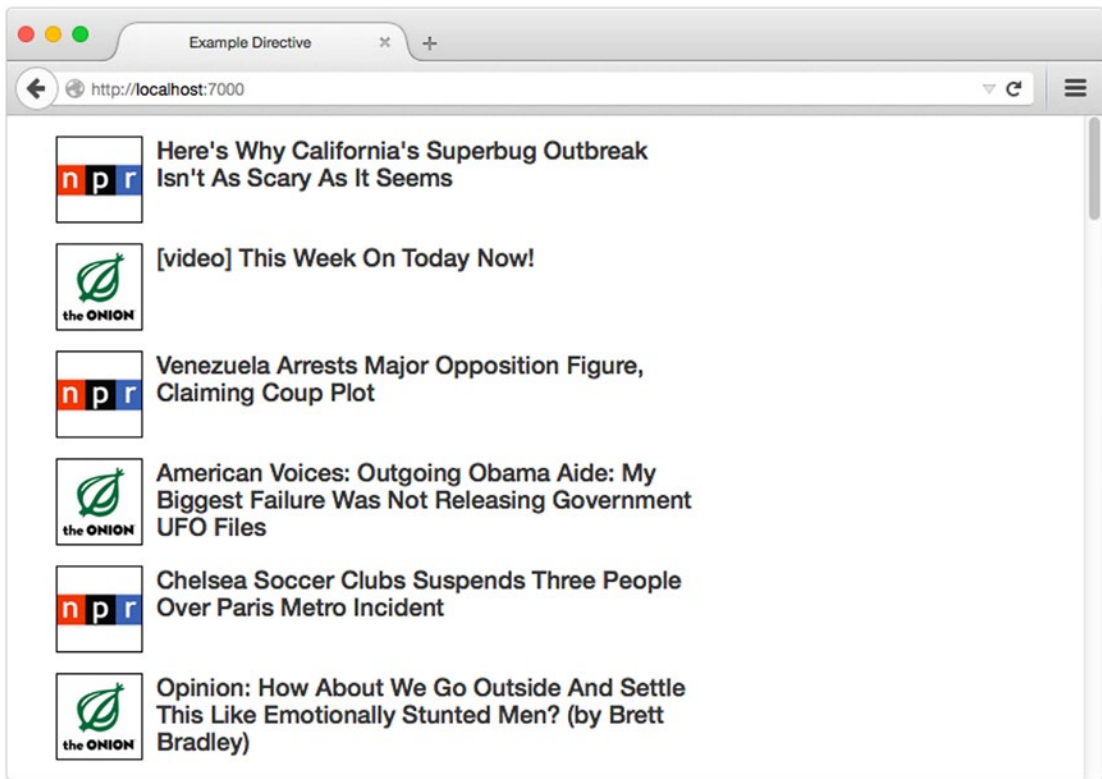 Example Directive
http://localhost:7000
npr
Here's Why California's Superbug Outbreak
Isn't As Scary As It Seems
the ONION
[video] This Week On Today Now!
npr
Venezuela Arrests Major Opposition Figure,
Claiming Coup Plot
the ONION
American Voices: Outgoing Obama Aide: My
Biggest Failure Was Not Releasing Government
UFO Files
npr
Chelsea Soccer Clubs Suspends Three People
Over Paris Metro Incident
the ONION
Opinion: How About We Go Outside And Settle
This Like Emotionally Stunted Men? (by Brett
Bradley)